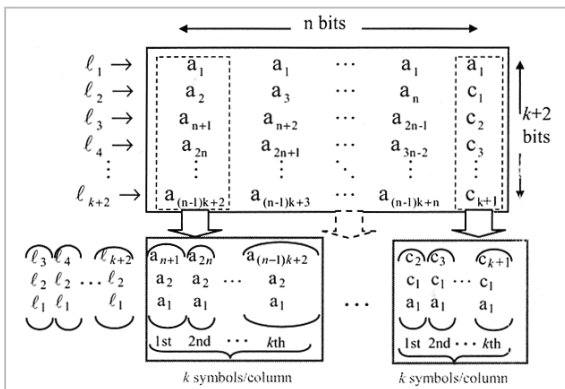 n bits
ℓ₁ → a₁ a₁ ⋯ a₁ a₁
ℓ₂ → a₂ a₃ ⋯ aₙ c₁
ℓ₃ → aₙ₊₁ aₙ₊₂ ⋯ a₂ₙ₋₁ c₂
ℓ₄ → a₂ₙ a₂ₙ₊₁ ⋯ a₃ₙ₋₂ c₃
⋮ ⋮ ⋮ ⋱ ⋮ ⋮
ℓₖ₊₂ → a₍ₙ₋₁₎ₖ₊₂ a₍ₙ₋₁₎ₖ₊₃ ⋯ a₍ₙ₋₁₎ₖ₊ₙ cₖ₊₁
k+2
bits
ℓ₃ ℓ₄ ℓₖ₊₂ aₙ₊₁ a₂ₙ a₍ₙ₋₁₎ₖ₊₂ c₂ c₃ cₖ₊₁
ℓ₂ ℓ₂ ⋯ ℓ₂ a₂ a₂ ⋯ a₂ c₁ c₁ ⋯ c₁
ℓ₁ ℓ₁ ℓ₁ a₁ a₁ a₁ ⋯ a₁ a₁ a₁
1st 2nd ⋯ kth 1st 2nd ⋯ kth
k symbols/column k symbols/column